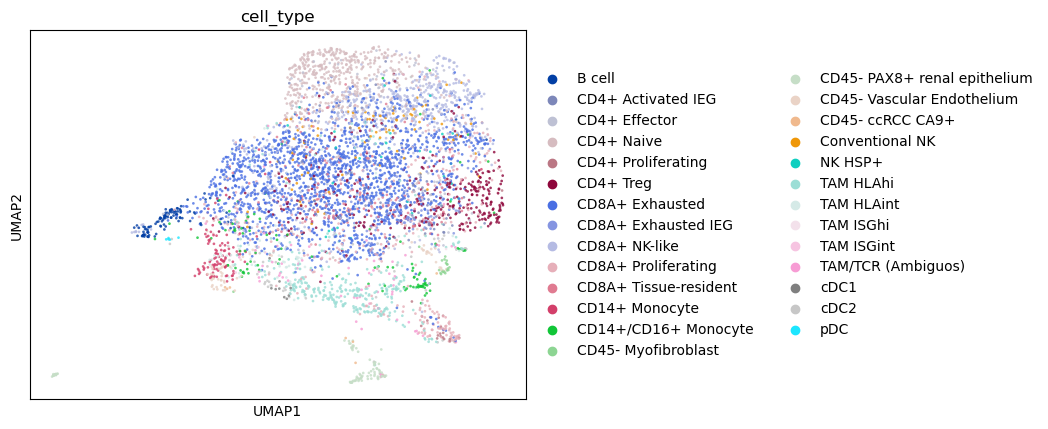 cell_type
UMAP2
UMAP1
B cell
CD4+ Activated IEG
CD4+ Effector
CD4+ Naive
CD4+ Proliferating
CD4+ Treg
CD8A+ Exhausted
CD8A+ Exhausted IEG
CD8A+ NK-like
CD8A+ Proliferating
CD8A+ Tissue-resident
CD14+ Monocyte
CD14+/CD16+ Monocyte
CD45- Myofibroblast
CD45- PAX8+ renal epithelium
CD45- Vascular Endothelium
CD45- ccRCC CA9+
Conventional NK
NK HSP+
TAM HLAhi
TAM HLAint
TAM ISGhi
TAM ISGint
TAM/TCR (Ambiguos)
cDC1
cDC2
pDC